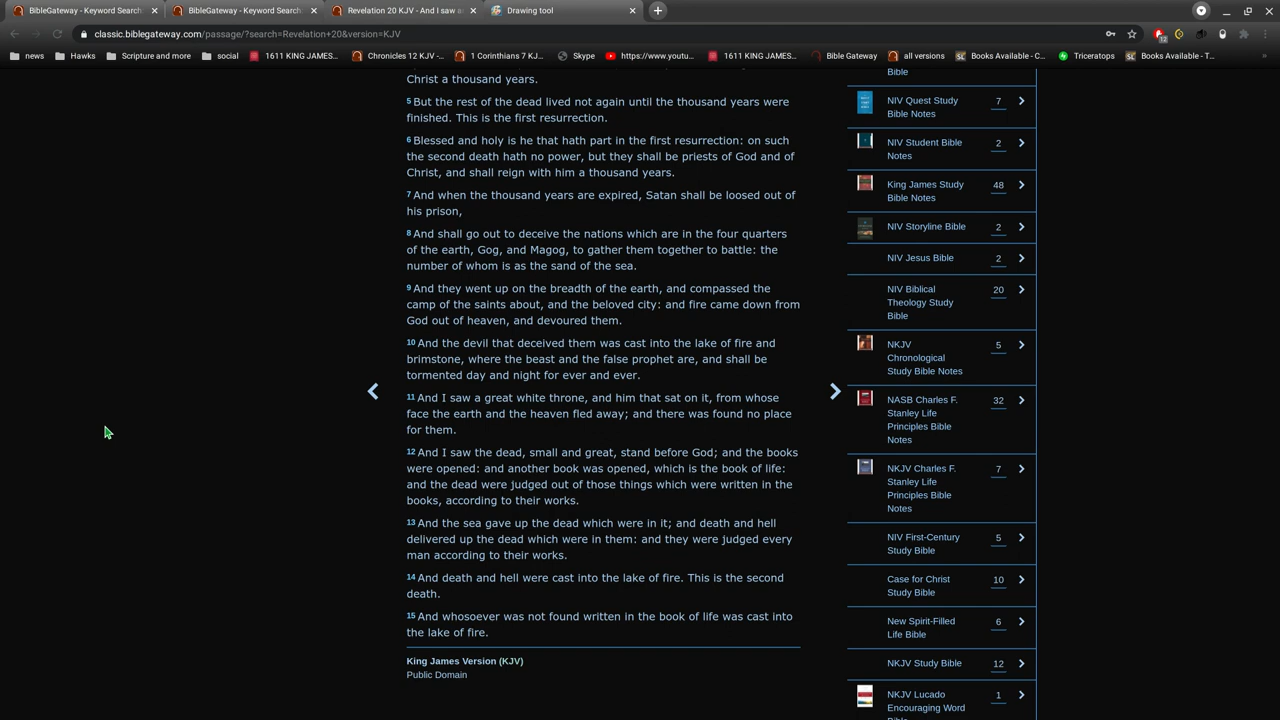 BibleGateway - Keyword Search:
BibleGateway - Keyword Search:
Revelation 20 KJV - And I saw a
Drawing tool
classic.biblegateway.com/passage/?search=Revelation+20&version=KJV
12
news
Hawks
Scripture and more
social
1611 KING JAMES...
Chronicles 12 KJV -...
1 Corinthians 7 KJ...
Skype
https://www.youtu...
1611 KING JAMES...
Bible Gateway
all versions
Books Available - C...
Triceratops
Books Available - T...
Christ a thousand years.
5 But the rest of the dead lived not again until the thousand years were
finished. This is the first resurrection.
6 Blessed and holy is he that hath part in the first resurrection: on such
the second death hath no power, but they shall be priests of God and of
Christ, and shall reign with him a thousand years.
7 And when the thousand years are expired, Satan shall be loosed out of
his prison,
8 And shall go out to deceive the nations which are in the four quarters
of the earth, Gog, and Magog, to gather them together to battle: the
number of whom is as the sand of the sea.
9 And they went up on the breadth of the earth, and compassed the
camp of the saints about, and the beloved city: and fire came down from
God out of heaven, and devoured them.
10 And the devil that deceived them was cast into the lake of fire and
brimstone, where the beast and the false prophet are, and shall be
tormented day and night for ever and ever.
11 And I saw a great white throne, and him that sat on it, from whose
face the earth and the heaven fled away; and there was found no place
for them.
12 And I saw the dead, small and great, stand before God; and the books
were opened: and another book was opened, which is the book of life:
and the dead were judged out of those things which were written in the
books, according to their works.
13 And the sea gave up the dead which were in it; and death and hell
delivered up the dead which were in them: and they were judged every
man according to their works.
14 And death and hell were cast into the lake of fire. This is the second
death.
15 And whosoever was not found written in the book of life was cast into
the lake of fire.
King James Version (KJV)
Public Domain
Bible
NIV Quest Study
Bible Notes
7
NIV Student Bible
Notes
2
King James Study
Bible Notes
48
NIV Storyline Bible
2
NIV Jesus Bible
2
NIV Biblical
Theology Study
Bible
20
NKJV
Chronological
Study Bible Notes
5
NASB Charles F.
Stanley Life
Principles Bible
Notes
32
NKJV Charles F.
Stanley Life
Principles Bible
Notes
7
NIV First-Century
Study Bible
5
Case for Christ
Study Bible
10
New Spirit-Filled
Life Bible
6
NKJV Study Bible
12
NKJV Lucado
Encouraging Word
1